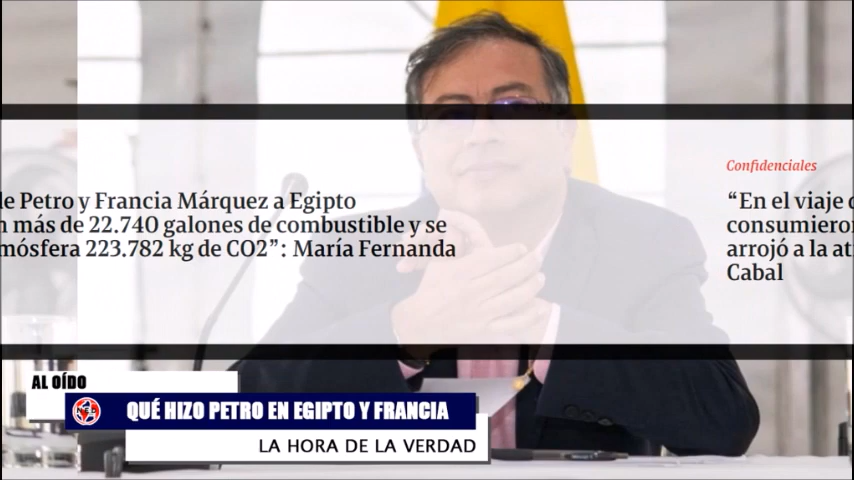 Confidenciales
de Petro y Francia Márquez a Egipto
n más de 22.740 galones de combustible y se
mósfera 223.782 kg de CO2”: María Fernanda
“En el viaje d
consumieron
arrojó a la at
Cabal
AL OÍDO
QUÉ HIZO PETRO EN EGIPTO Y FRANCIA
LA HORA DE LA VERDAD